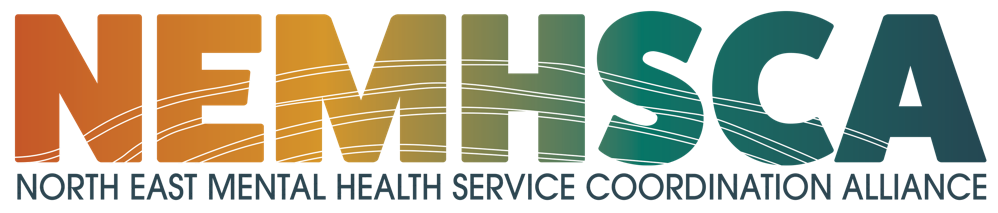 NEMHSCA
NORTH EAST MENTAL HEALTH SERVICE COORDINATION ALLIANCE